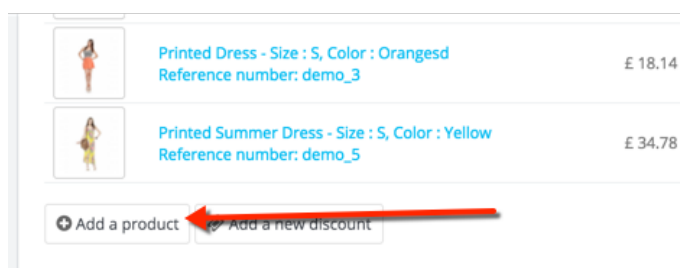 Printed Dress - Size : S, Color : Orangesd
Reference number: demo_3
£ 18.14
Printed Summer Dress - Size : S, Color : Yellow
Reference number: demo_5
£ 34.78
Add a product
Add a new discount